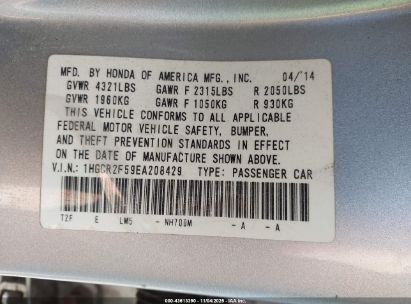 MFD. BY HONDA OF AMERICA MFG., INC. 04/14
GVWR 4321LBS GAWR F 2315LBS R 2050LBS
GVWR 1960KG GAWR F 1050KG R 930KG
THIS VEHICLE CONFORMS TO ALL APPLICABLE
FEDERAL MOTOR VEHICLE SAFETY, BUMPER,
AND THEFT PREVENTION STANDARDS IN EFFECT
ON THE DATE OF MANUFACTURE SHOWN ABOVE.
V.I.N.: 1HGCR2F59EA208429 TYPE: PASSENGER CAR
T2F E LM5 - NH700M - A - A